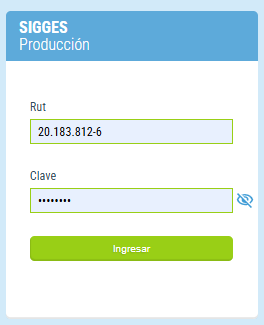 SIGGES
Producción
Rut
20.183.812-6
Clave
••••••••
Ingresar